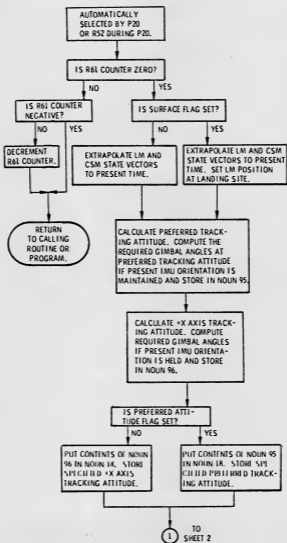 AUTOMATICALLY
SELECTED BY P20
OR R52 DURING P20.
IS R61 COUNTER ZERO?
NO
YES
IS R61 COUNTER
NEGATIVE?
IS SURFACE FLAG SET?
NO
YES
NO
YES
DECREMENT
R61 COUNTER.
EXTRAPOLATE LM AND
CSM STATE VECTORS
TO PRESENT TIME.
EXTRAPOLATE LM AND CSM
STATE VECTORS TO PRESENT
TIME. SET LM POSITION
AT LANDING SITE.
RETURN
TO CALLING
ROUTINE OR
PROGRAM.
CALCULATE PREFERRED TRACK-
ING ATTITUDE. COMPUTE THE
REQUIRED GIMBAL ANGLES AT
PREFERRED TRACKING ATTITUDE
IF PRESENT IMU ORIENTATION IS
MAINTAINED AND STORE IN NOUN 95.
CALCULATE +X AXIS TRACK-
ING ATTITUDE. COMPUTE
REQUIRED GIMBAL ANGLES
IF PRESENT IMU ORIENTA-
TION IS HELD AND STORE
IN NOUN 96.
IS PREFERRED ATTI-
TUDE FLAG SET?
NO
YES
PUT CONTENTS OF NOUN
96 IN NOUN 18. STORE
SPECIFIED +X AXIS
TRACKING ATTITUDE.
PUT CONTENTS OF NOUN 95
IN NOUN 18. STORE SPE-
CIFIED PREFERRED TRACK-
ING ATTITUDE.
1
TO
SHEET 2